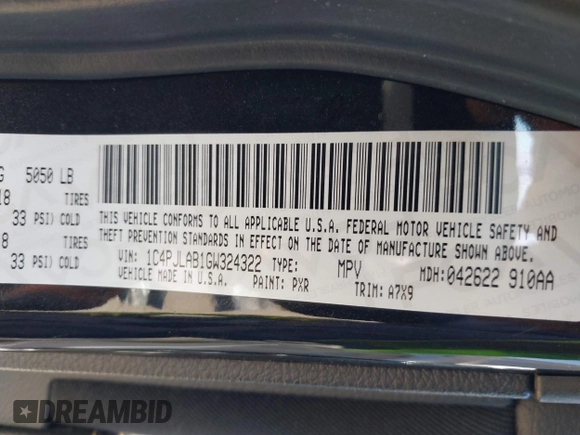 G 5050 LB
18 TIRES
33 PSI) COLD
8 TIRES
33 PSI) COLD
THIS VEHICLE CONFORMS TO ALL APPLICABLE U.S.A. FEDERAL MOTOR VEHICLE SAFETY AND
THEFT PREVENTION STANDARDS IN EFFECT ON THE DATE OF MANUFACTURE SHOWN ABOVE.
VIN: 1C4PJLAB1GW324322 TYPE: MPV MDH:042622 910AA
VEHICLE MADE IN U.S.A. PAINT: PXR TRIM: A7X9
DREAMBID